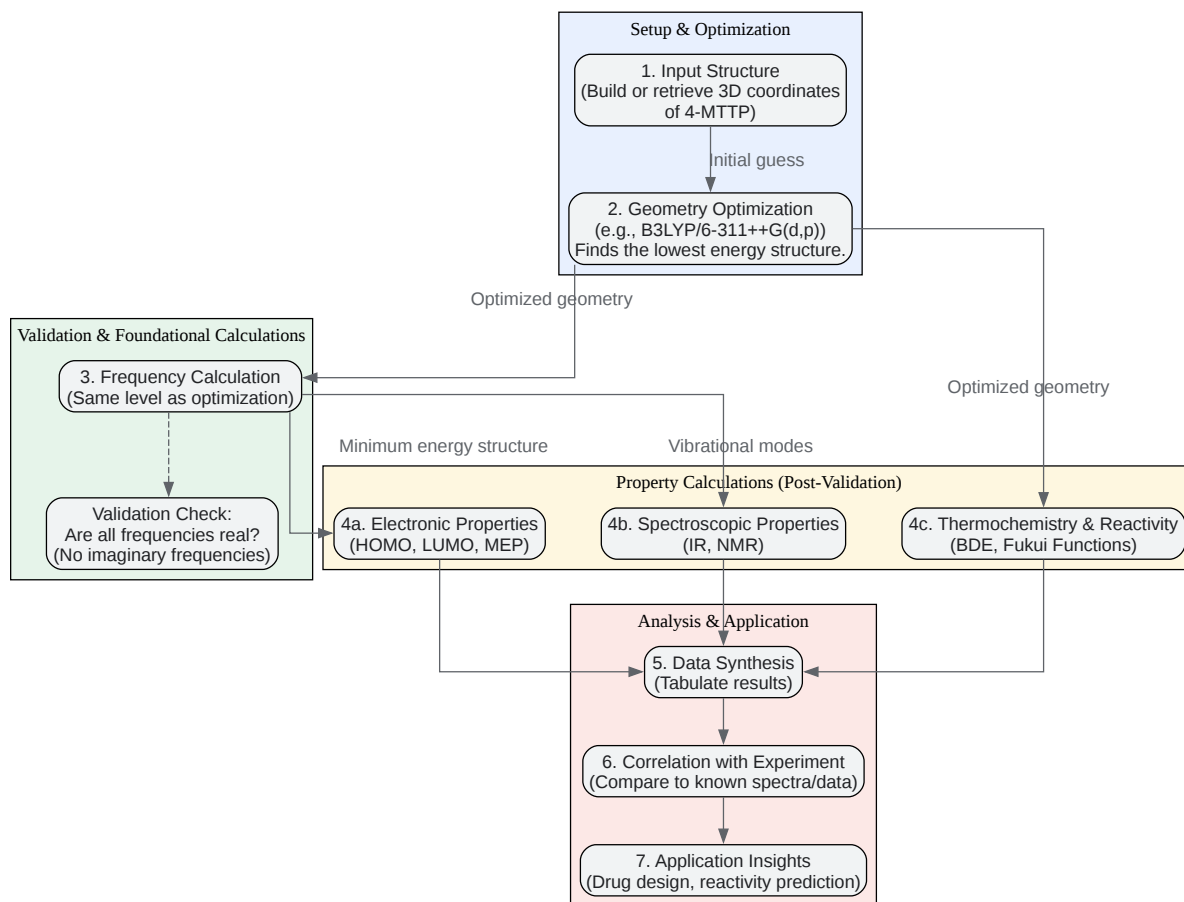 Setup & Optimization
1. Input Structure
(Build or retrieve 3D coordinates
of 4-MTTP)
Initial guess
2. Geometry Optimization
(e.g., B3LYP/6-311++G(d,p))
Finds the lowest energy structure.
Optimized geometry
Validation & Foundational Calculations
3. Frequency Calculation
(Same level as optimization)
Optimized geometry
Minimum energy structure
Vibrational modes
Property Calculations (Post-Validation)
Validation Check:
Are all frequencies real?
(No imaginary frequencies)
4a. Electronic Properties
(HOMO, LUMO, MEP)
4b. Spectroscopic Properties
(IR, NMR)
4c. Thermochemistry & Reactivity
(BDE, Fukui Functions)
Analysis & Application
5. Data Synthesis
(Tabulate results)
6. Correlation with Experiment
(Compare to known spectra/data)
7. Application Insights
(Drug design, reactivity prediction)